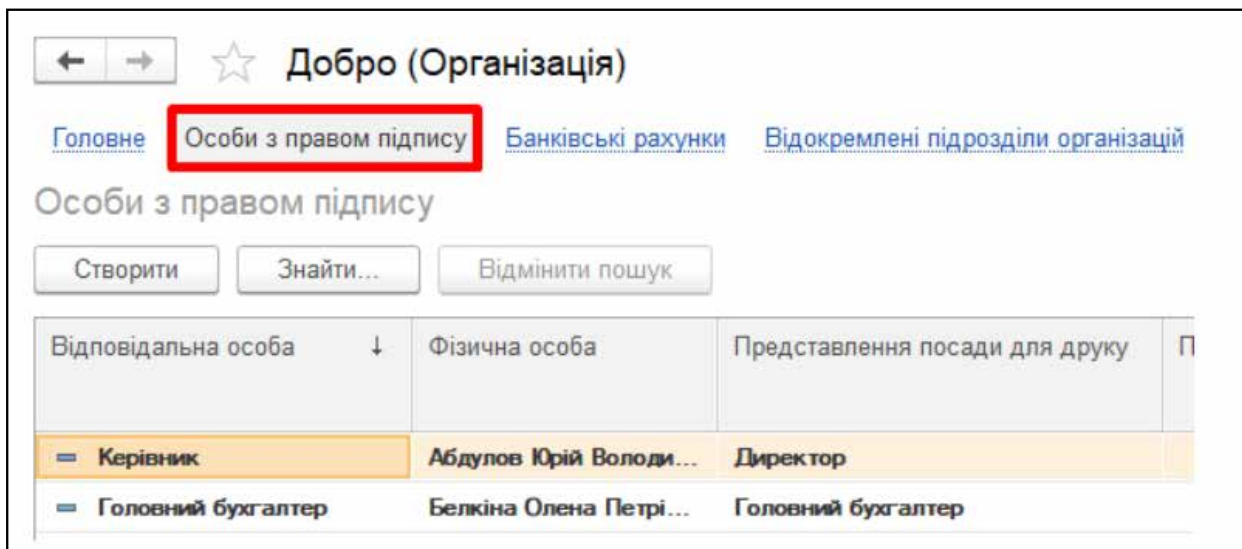 Добро (Організація)
Головне Особи з правом підпису Банківські рахунки Відокремлені підрозділи організацій
Особи з правом підпису
Створити Знайти... Відмінити пошук
Відповідальна особа ↓ Фізична особа Представлення посади для друку П
Керівник Абдулов Юрій Володи... Директор
Головний бухгалтер Белкіна Олена Петрі... Головний бухгалтер